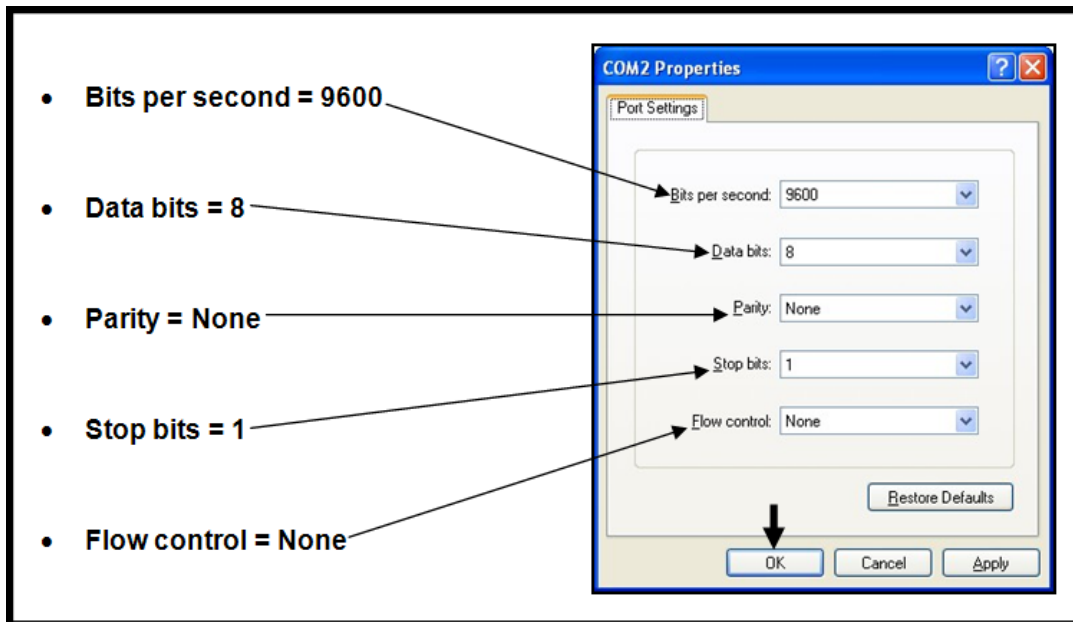 • Bits per second = 9600
• Data bits = 8
• Parity = None
• Stop bits = 1
• Flow control = None
COM2 Properties
Port Settings
Bits per second: 9600
Data bits: 8
Parity: None
Stop bits: 1
Flow control: None
Restore Defaults
OK Cancel Apply